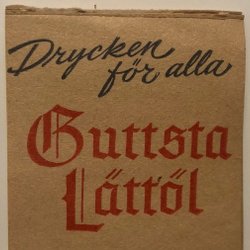 Drycken
för alla
Guttsta
Lättöl